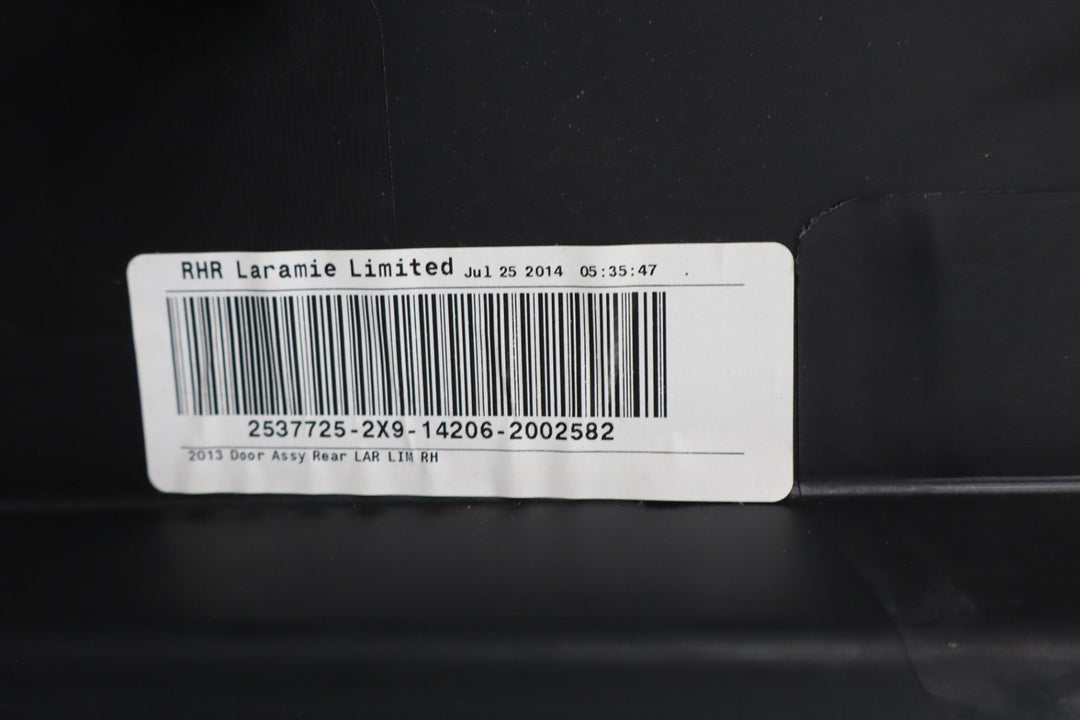 RHR Laramie Limited Jul 25 2014 05:35:47
2537725-2X9-14206-2002582
2013 Door Assy Rear LAR LIM RH